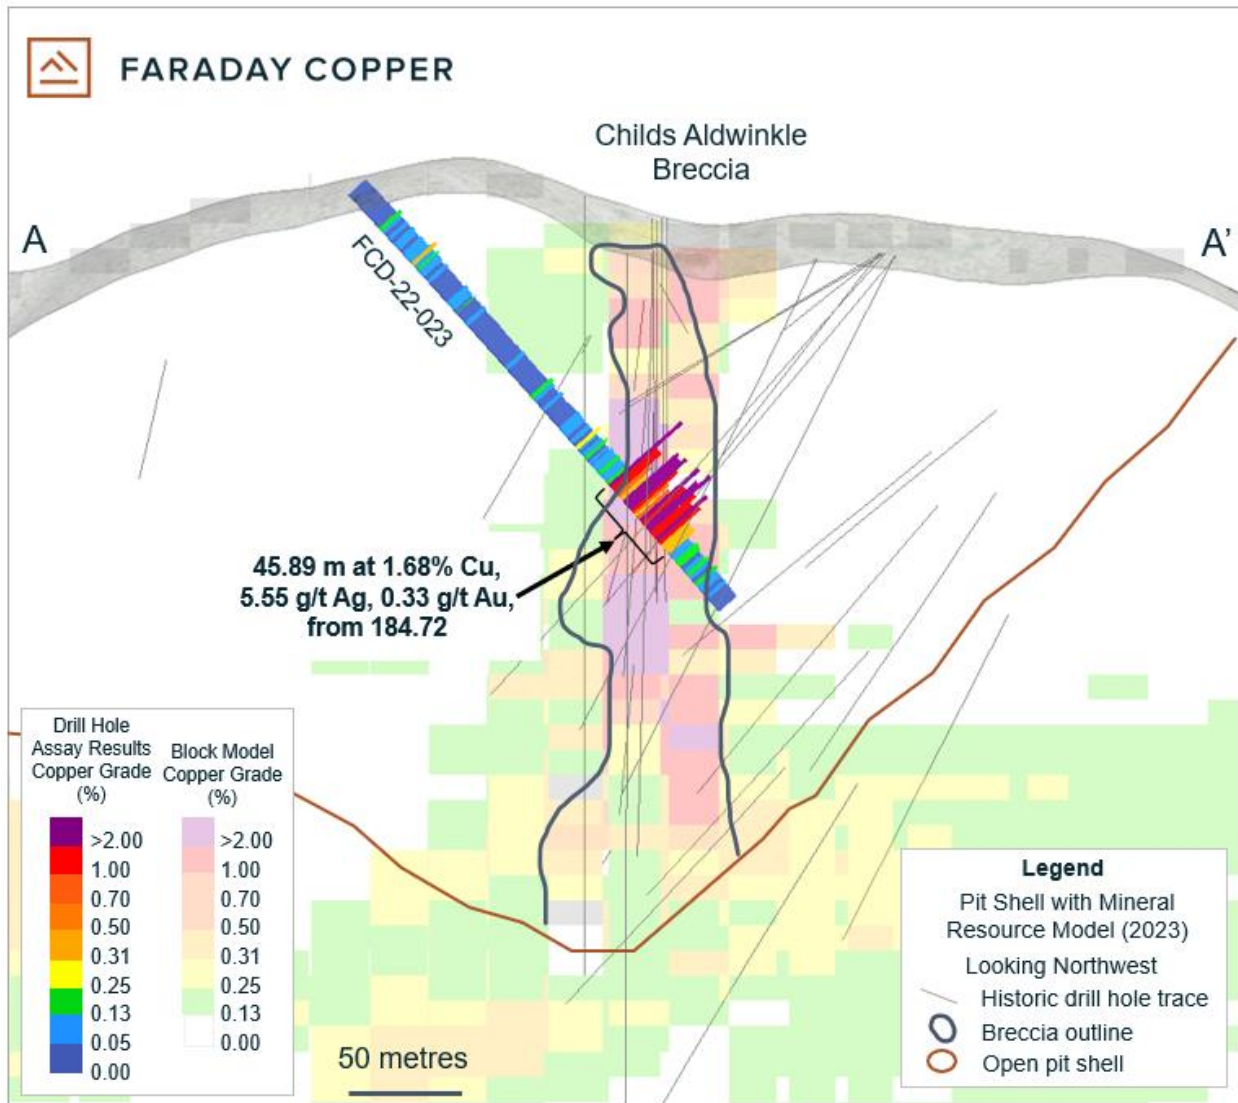 FARADAY COPPER
Childs Aldwinkle
Breccia
A
A’
FCD-22-023
45.89 m at 1.68% Cu,
5.55 g/t Ag, 0.33 g/t Au,
from 184.72
Drill Hole
Assay Results
Copper Grade
(%)
>2.00
1.00
0.70
0.50
0.31
0.25
0.13
0.05
0.00
Block Model
Copper Grade
(%)
>2.00
1.00
0.70
0.50
0.31
0.25
0.13
0.00
50 metres
Legend
Pit Shell with Mineral
Resource Model (2023)
Looking Northwest
Historic drill hole trace
Breccia outline
Open pit shell